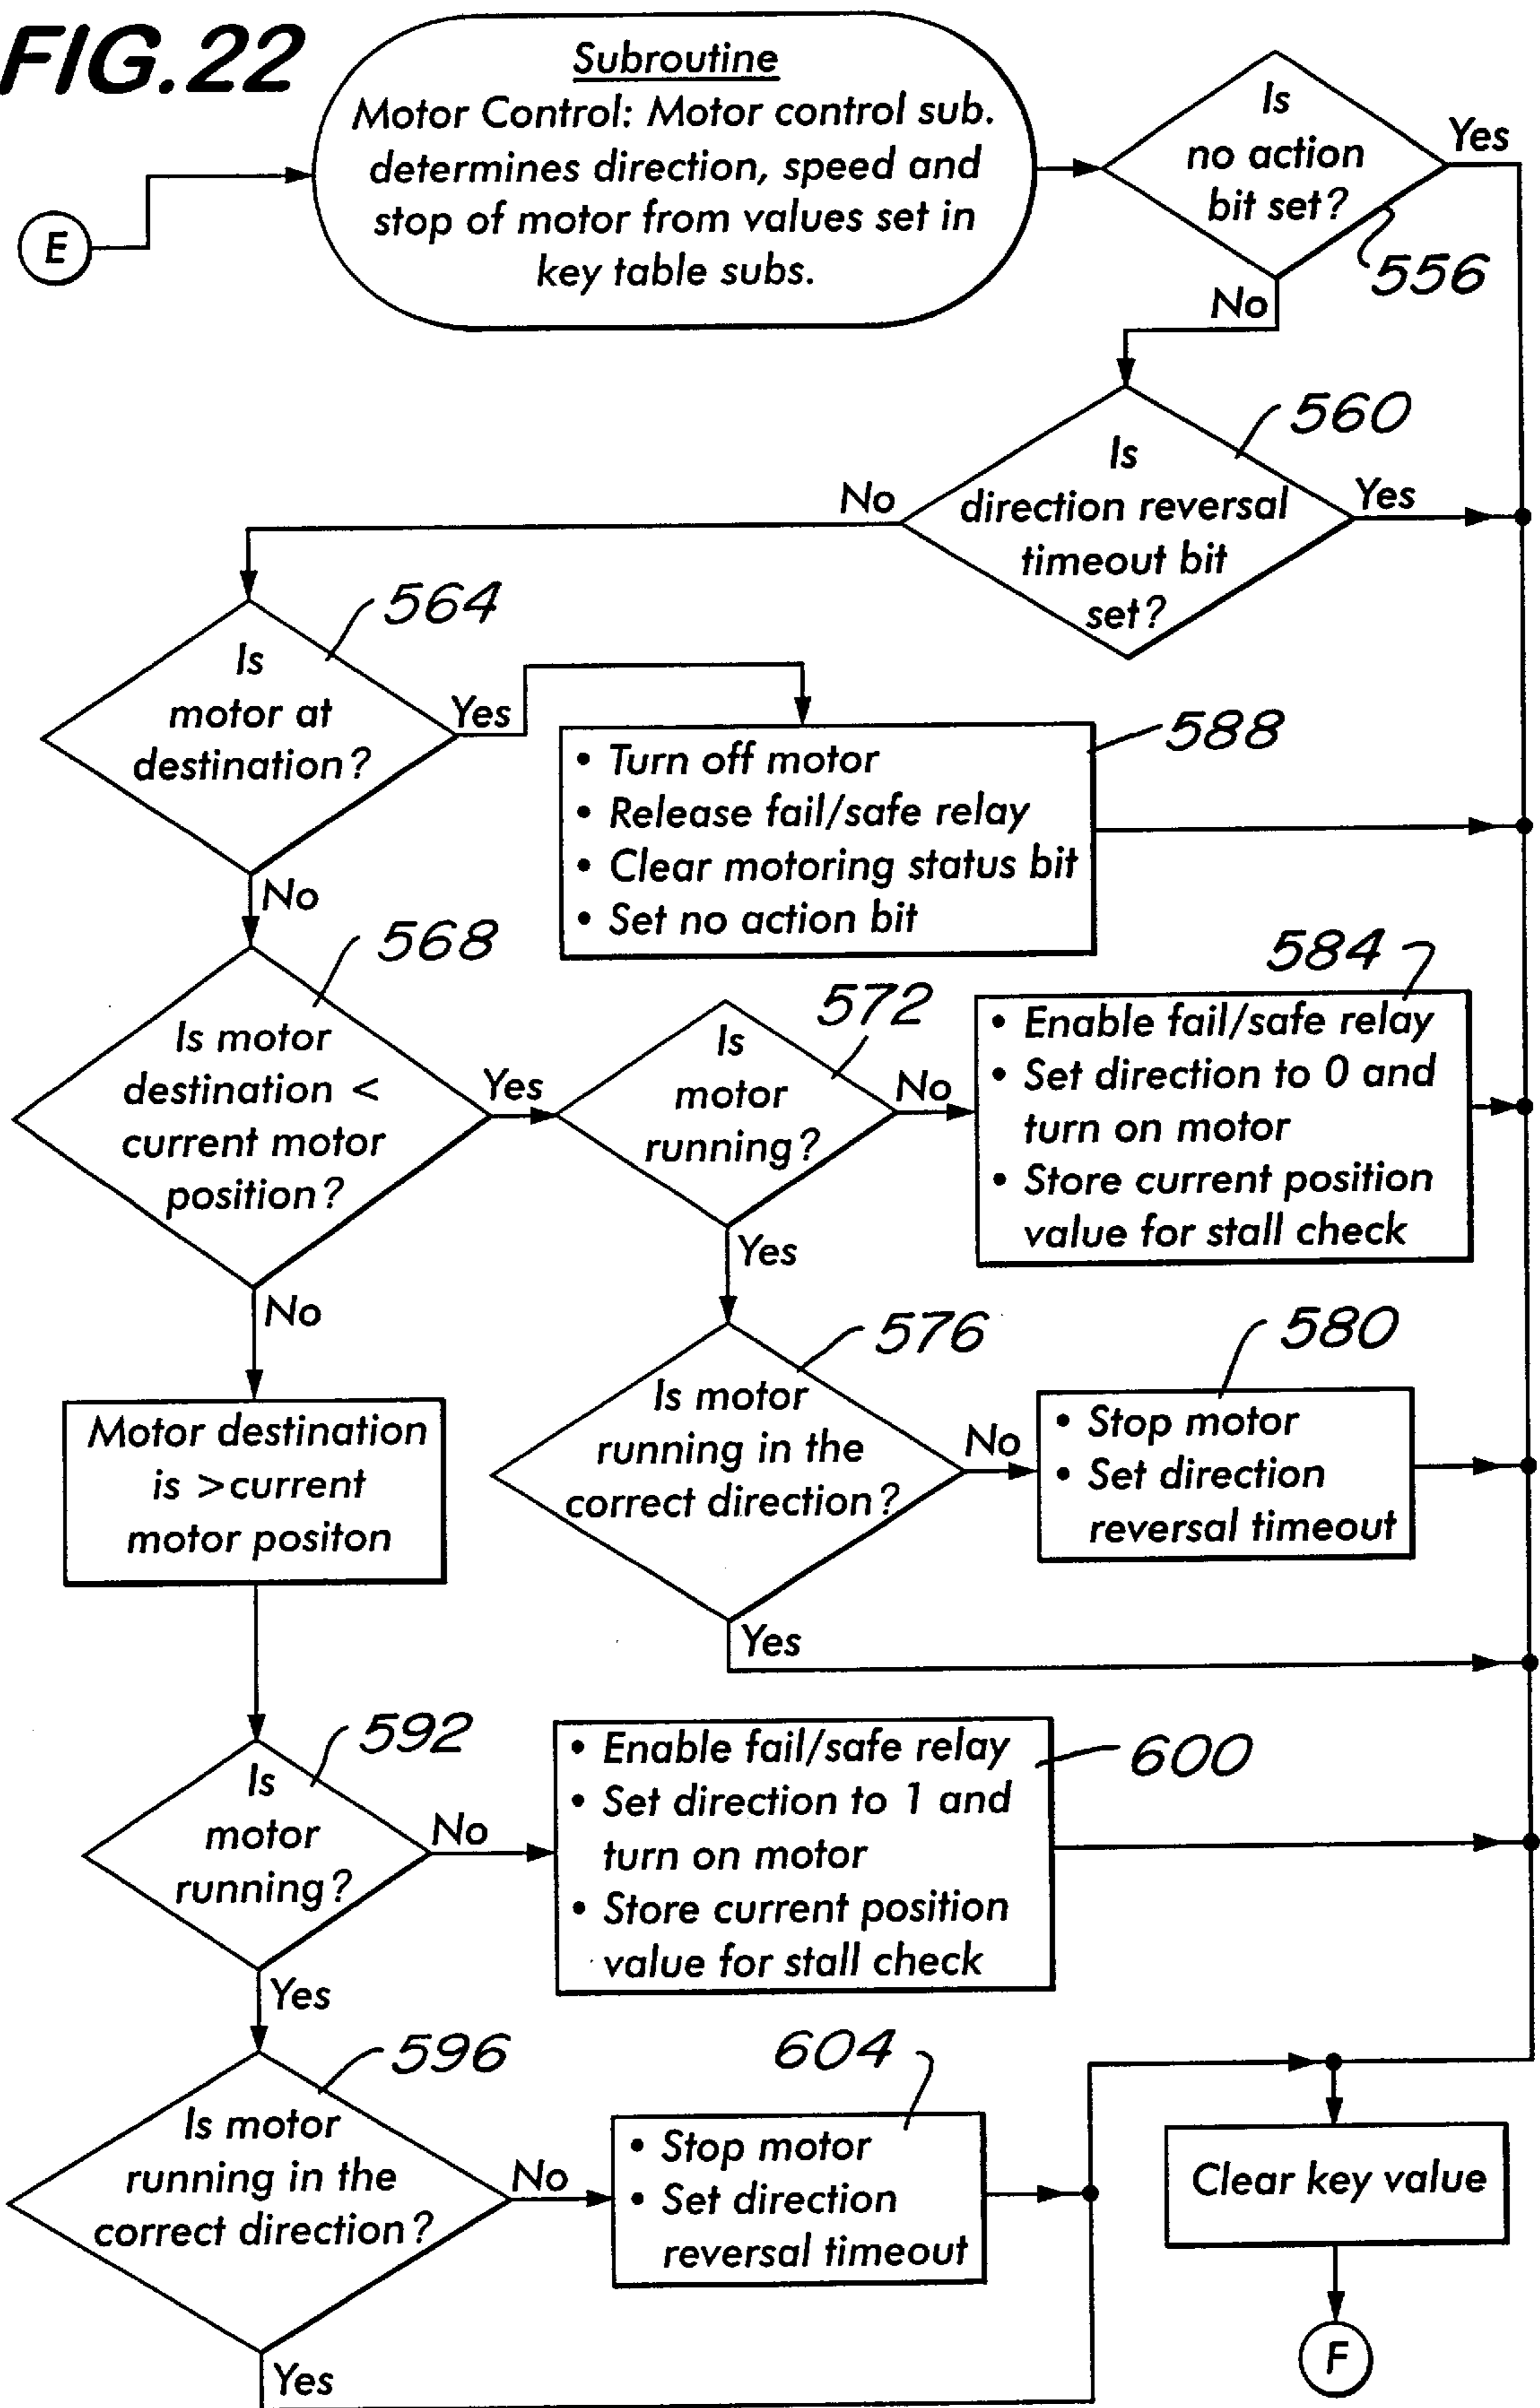 FIG.22
Subroutine
Motor Control: Motor control sub.
determines direction, speed and
stop of motor from values set in
key table subs.
E
Is
no action
bit set?
Yes
556
No
560
Is
direction reversal
timeout bit
set?
No
Yes
564
Is
motor at
destination?
Yes
588
• Turn off motor
• Release fail/safe relay
• Clear motoring status bit
• Set no action bit
No
568
Is motor
destination <
current motor
position?
Yes
572
Is
motor
running?
No
584
• Enable fail/safe relay
• Set direction to 0 and
turn on motor
• Store current position
value for stall check
Yes
No
576
Is motor
running in the
correct direction?
No
580
• Stop motor
• Set direction
reversal timeout
Yes
Motor destination
is >current
motor positon
592
Is
motor
running?
No
600
• Enable fail/safe relay
• Set direction to 1 and
turn on motor
• Store current position
value for stall check
Yes
596
Is motor
running in the
correct direction?
No
604
• Stop motor
• Set direction
reversal timeout
Yes
Clear key value
F